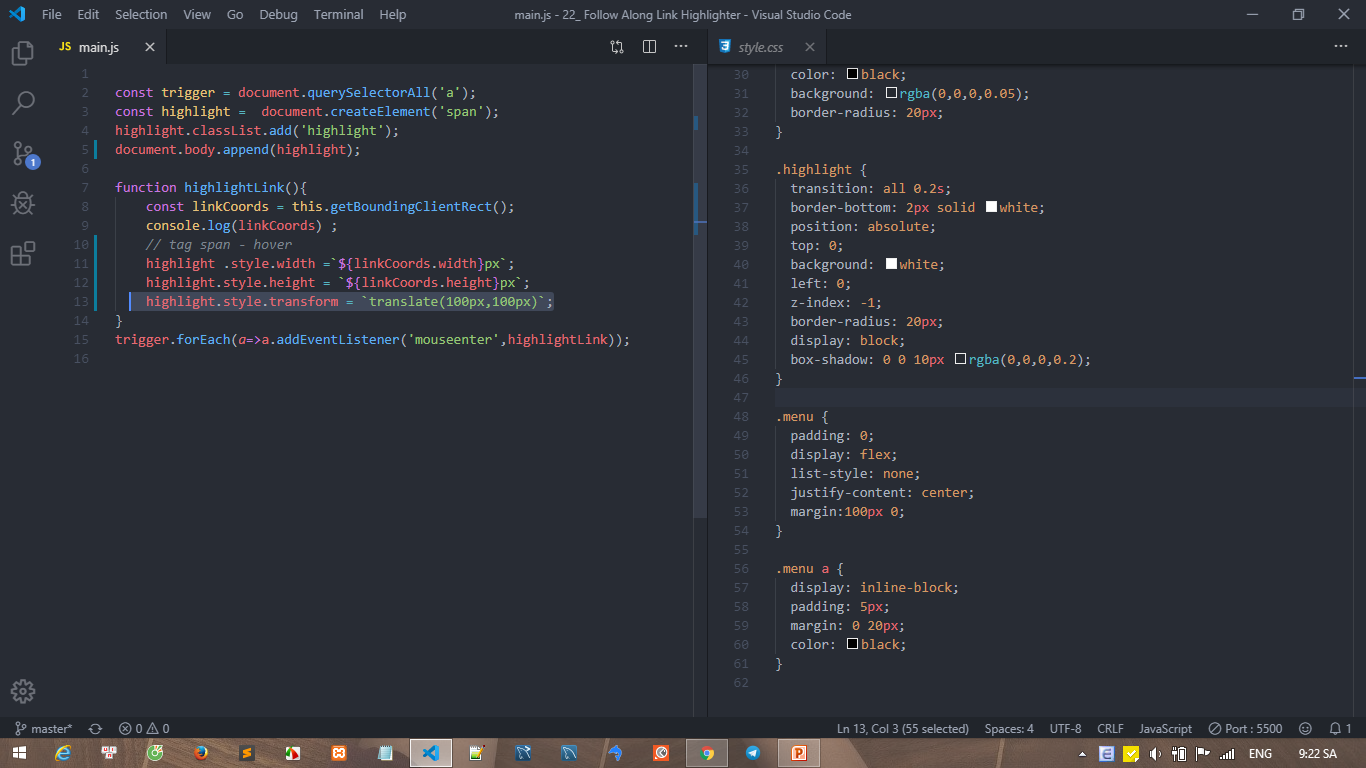 File Edit Selection View Go Debug Terminal Help main.js - 22_ Follow Along Link Highlighter - Visual Studio Code
JS main.js
style.css
1
2 const trigger = document.querySelectorAll('a');
3 const highlight =  document.createElement('span');
4 highlight.classList.add('highlight');
5 document.body.append(highlight);
6
7 function highlightLink(){
8     const linkCoords = this.getBoundingClientRect();
9     console.log(linkCoords) ;
10     // tag span - hover
11     highlight .style.width =`${linkCoords.width}px`;
12     highlight.style.height = `${linkCoords.height}px`;
13     highlight.style.transform = `translate(100px,100px)`;
14 }
15 trigger.forEach(a=>a.addEventListener('mouseenter',highlightLink));
16
30   color: black;
31   background: rgba(0,0,0,0.05);
32   border-radius: 20px;
33 }
34
35 .highlight {
36   transition: all 0.2s;
37   border-bottom: 2px solid white;
38   position: absolute;
39   top: 0;
40   background: white;
41   left: 0;
42   z-index: -1;
43   border-radius: 20px;
44   display: block;
45   box-shadow: 0 0 10px rgba(0,0,0,0.2);
46 }
47
48 .menu {
49   padding: 0;
50   display: flex;
51   list-style: none;
52   justify-content: center;
53   margin:100px 0;
54 }
55
56 .menu a {
57   display: inline-block;
58   padding: 5px;
59   margin: 0 20px;
60   color: black;
61 }
62
1
master* 0 0 Ln 13, Col 3 (55 selected) Spaces: 4 UTF-8 CRLF JavaScript Port : 5500 1
ENG 9:22 SA